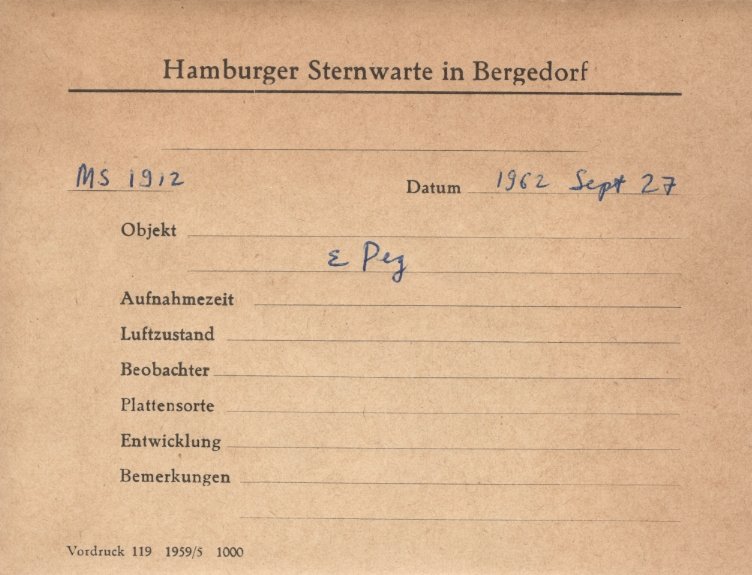 Hamburger Sternwarte in Bergedorf
MS 1912 Datum 1962 Sept 27
Objekt
ε Peg
Aufnahmezeit
Luftzustand
Beobachter
Plattensorte
Entwicklung
Bemerkungen
Vordruck 119 1959/5 1000